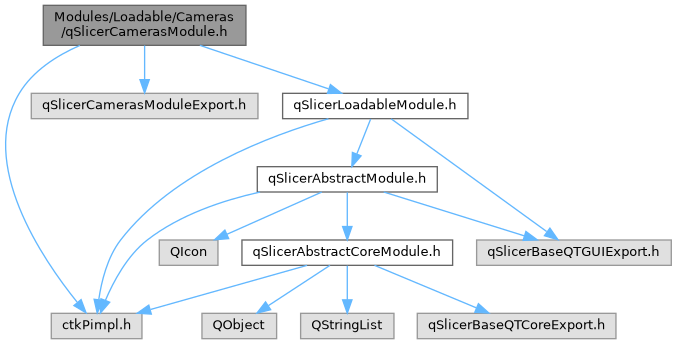 Modules/Loadable/Cameras
/qSlicerCamerasModule.h
qSlicerCamerasModuleExport.h
qSlicerLoadableModule.h
qSlicerAbstractModule.h
QIcon
qSlicerAbstractCoreModule.h
qSlicerBaseQTGUIExport.h
ctkPimpl.h
QObject
QStringList
qSlicerBaseQTCoreExport.h